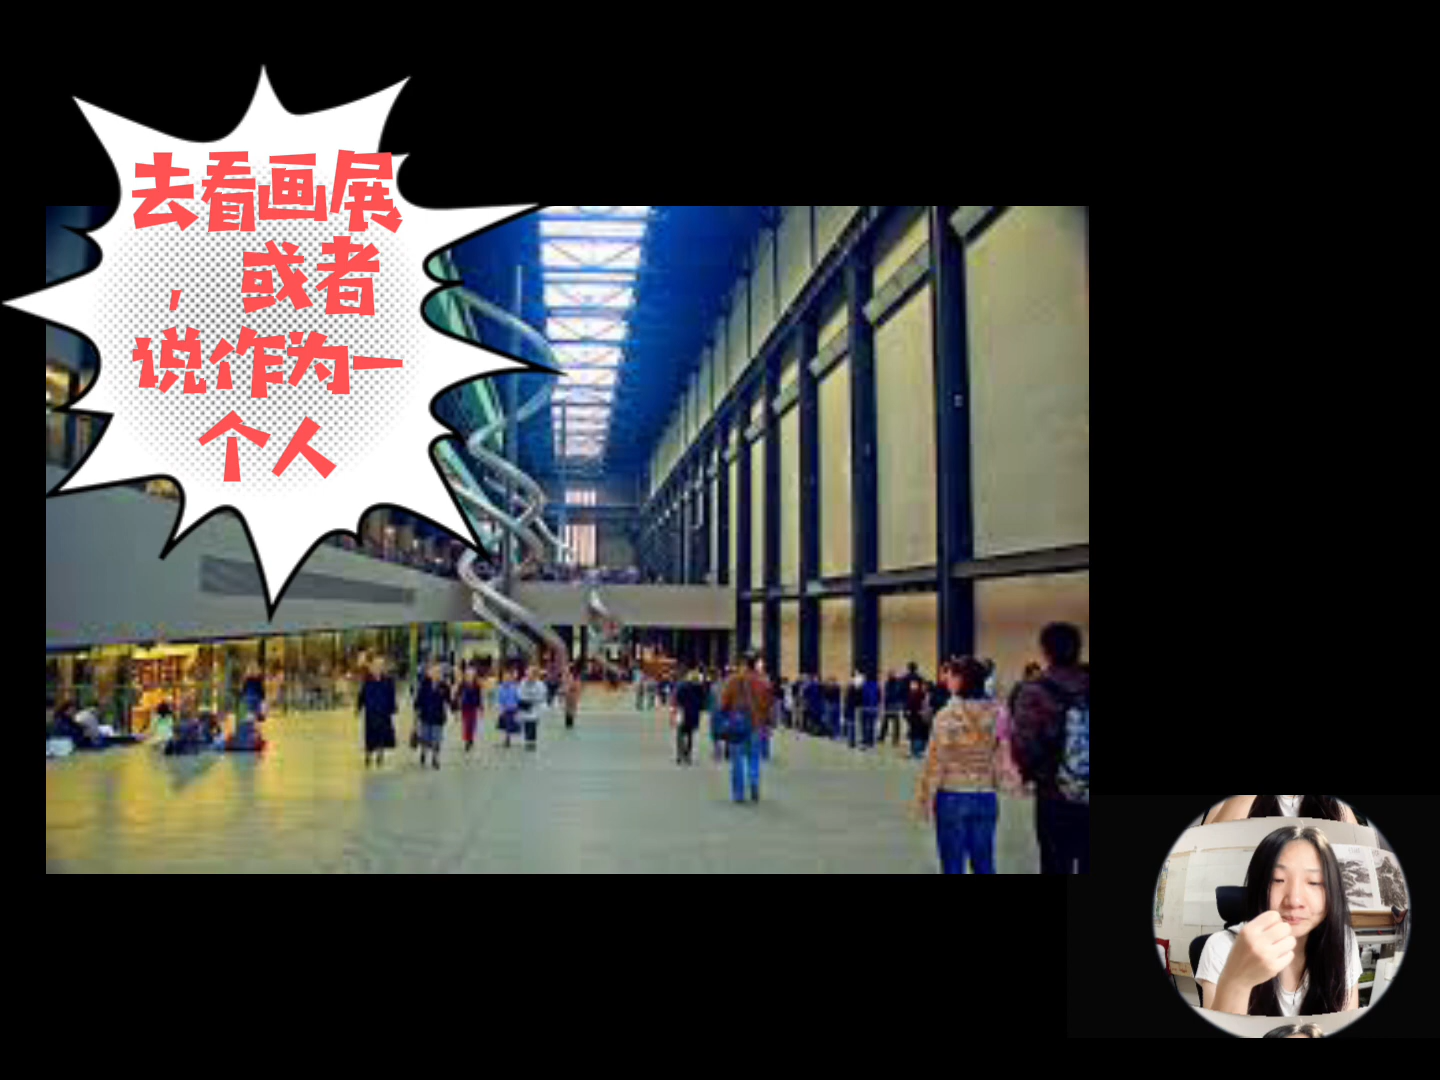 去看画展
， 或者
说作为一
个人